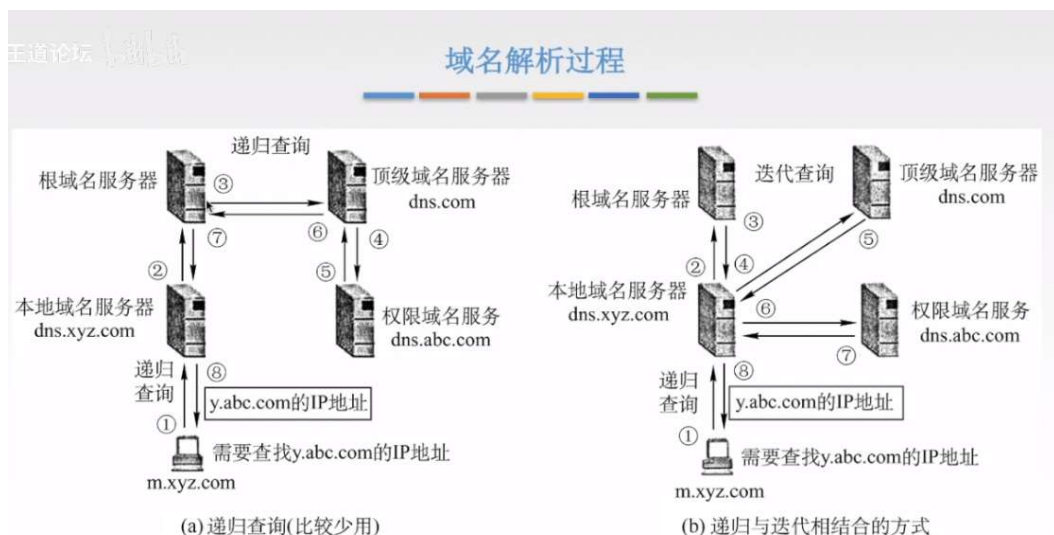 王道论坛
域名解析过程
递归查询
根域名服务器
③
顶级域名服务器
dns.com
⑦
⑥
④
②
⑤
本地域名服务器
dns.xyz.com
权限域名服务
dns.abc.com
递归
查询
⑧
y.abc.com的IP地址
①
需要查找y.abc.com的IP地址
m.xyz.com
(a) 递归查询(比较少用)
迭代查询
根域名服务器
顶级域名服务器
dns.com
③
⑤
②
④
本地域名服务器
dns.xyz.com
⑥
权限域名服务
dns.abc.com
⑦
递归
查询
⑧
y.abc.com的IP地址
①
需要查找y.abc.com的IP地址
m.xyz.com
(b) 递归与迭代相结合的方式